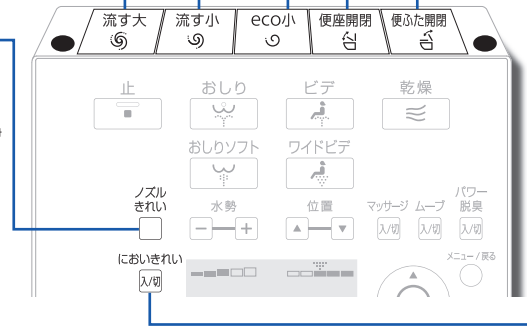 流す大 流す小 eco小 便座開閉 便ふた開閉
止 おしり ビデ 乾燥
おしりソフト ワイドビデ
ノズル
きれい
水勢 位置 マッサージ ムーブ パワー
脱臭
− + ▲ ▼ 入/切 入/切 入/切
においきれい
入/切
メニュー/戻る